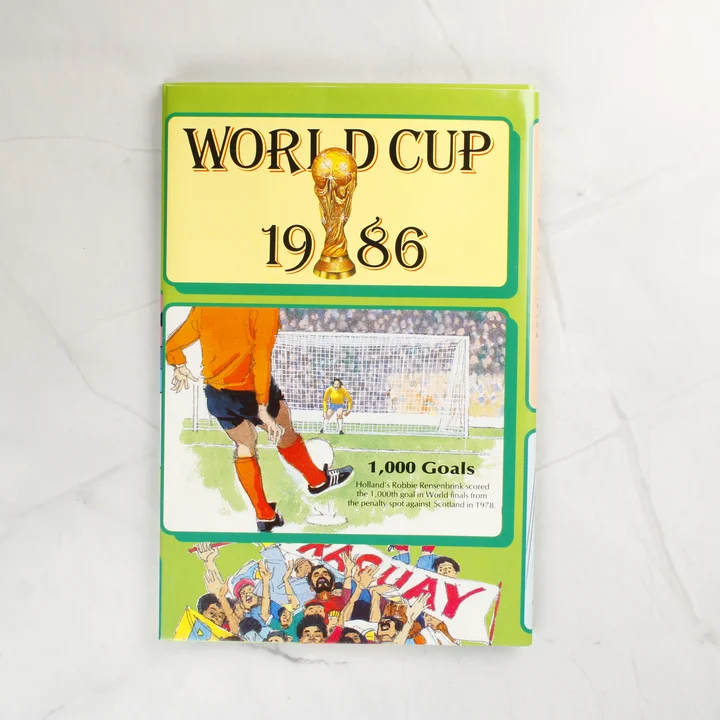 WORLD CUP
1986
1,000 Goals
Holland's Robbie Rensenbrink scored
the 1,000th goal in World finals from
the penalty spot against Scotland in 1978.
RAGUAY